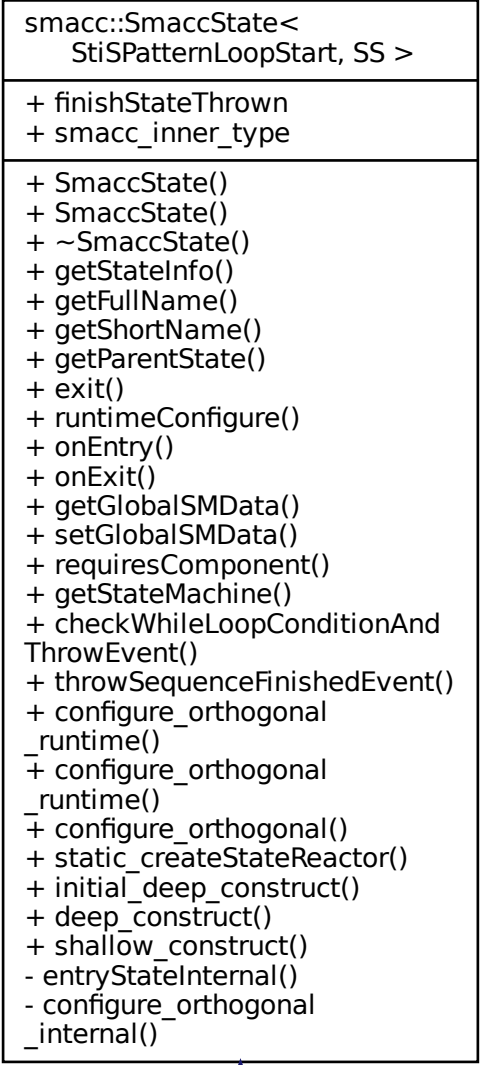 smacc::SmaccState<
StiSPatternLoopStart, SS >
+ finishStateThrown
+ smacc_inner_type
+ SmaccState()
+ SmaccState()
+ ~SmaccState()
+ getStateInfo()
+ getFullName()
+ getShortName()
+ getParentState()
+ exit()
+ runtimeConfigure()
+ onEntry()
+ onExit()
+ getGlobalSMData()
+ setGlobalSMData()
+ requiresComponent()
+ getStateMachine()
+ checkWhileLoopConditionAnd
ThrowEvent()
+ throwSequenceFinishedEvent()
+ configure_orthogonal
_runtime()
+ configure_orthogonal
_runtime()
+ configure_orthogonal()
+ static_createStateReactor()
+ initial_deep_construct()
+ deep_construct()
+ shallow_construct()
- entryStateInternal()
- configure_orthogonal
_internal()